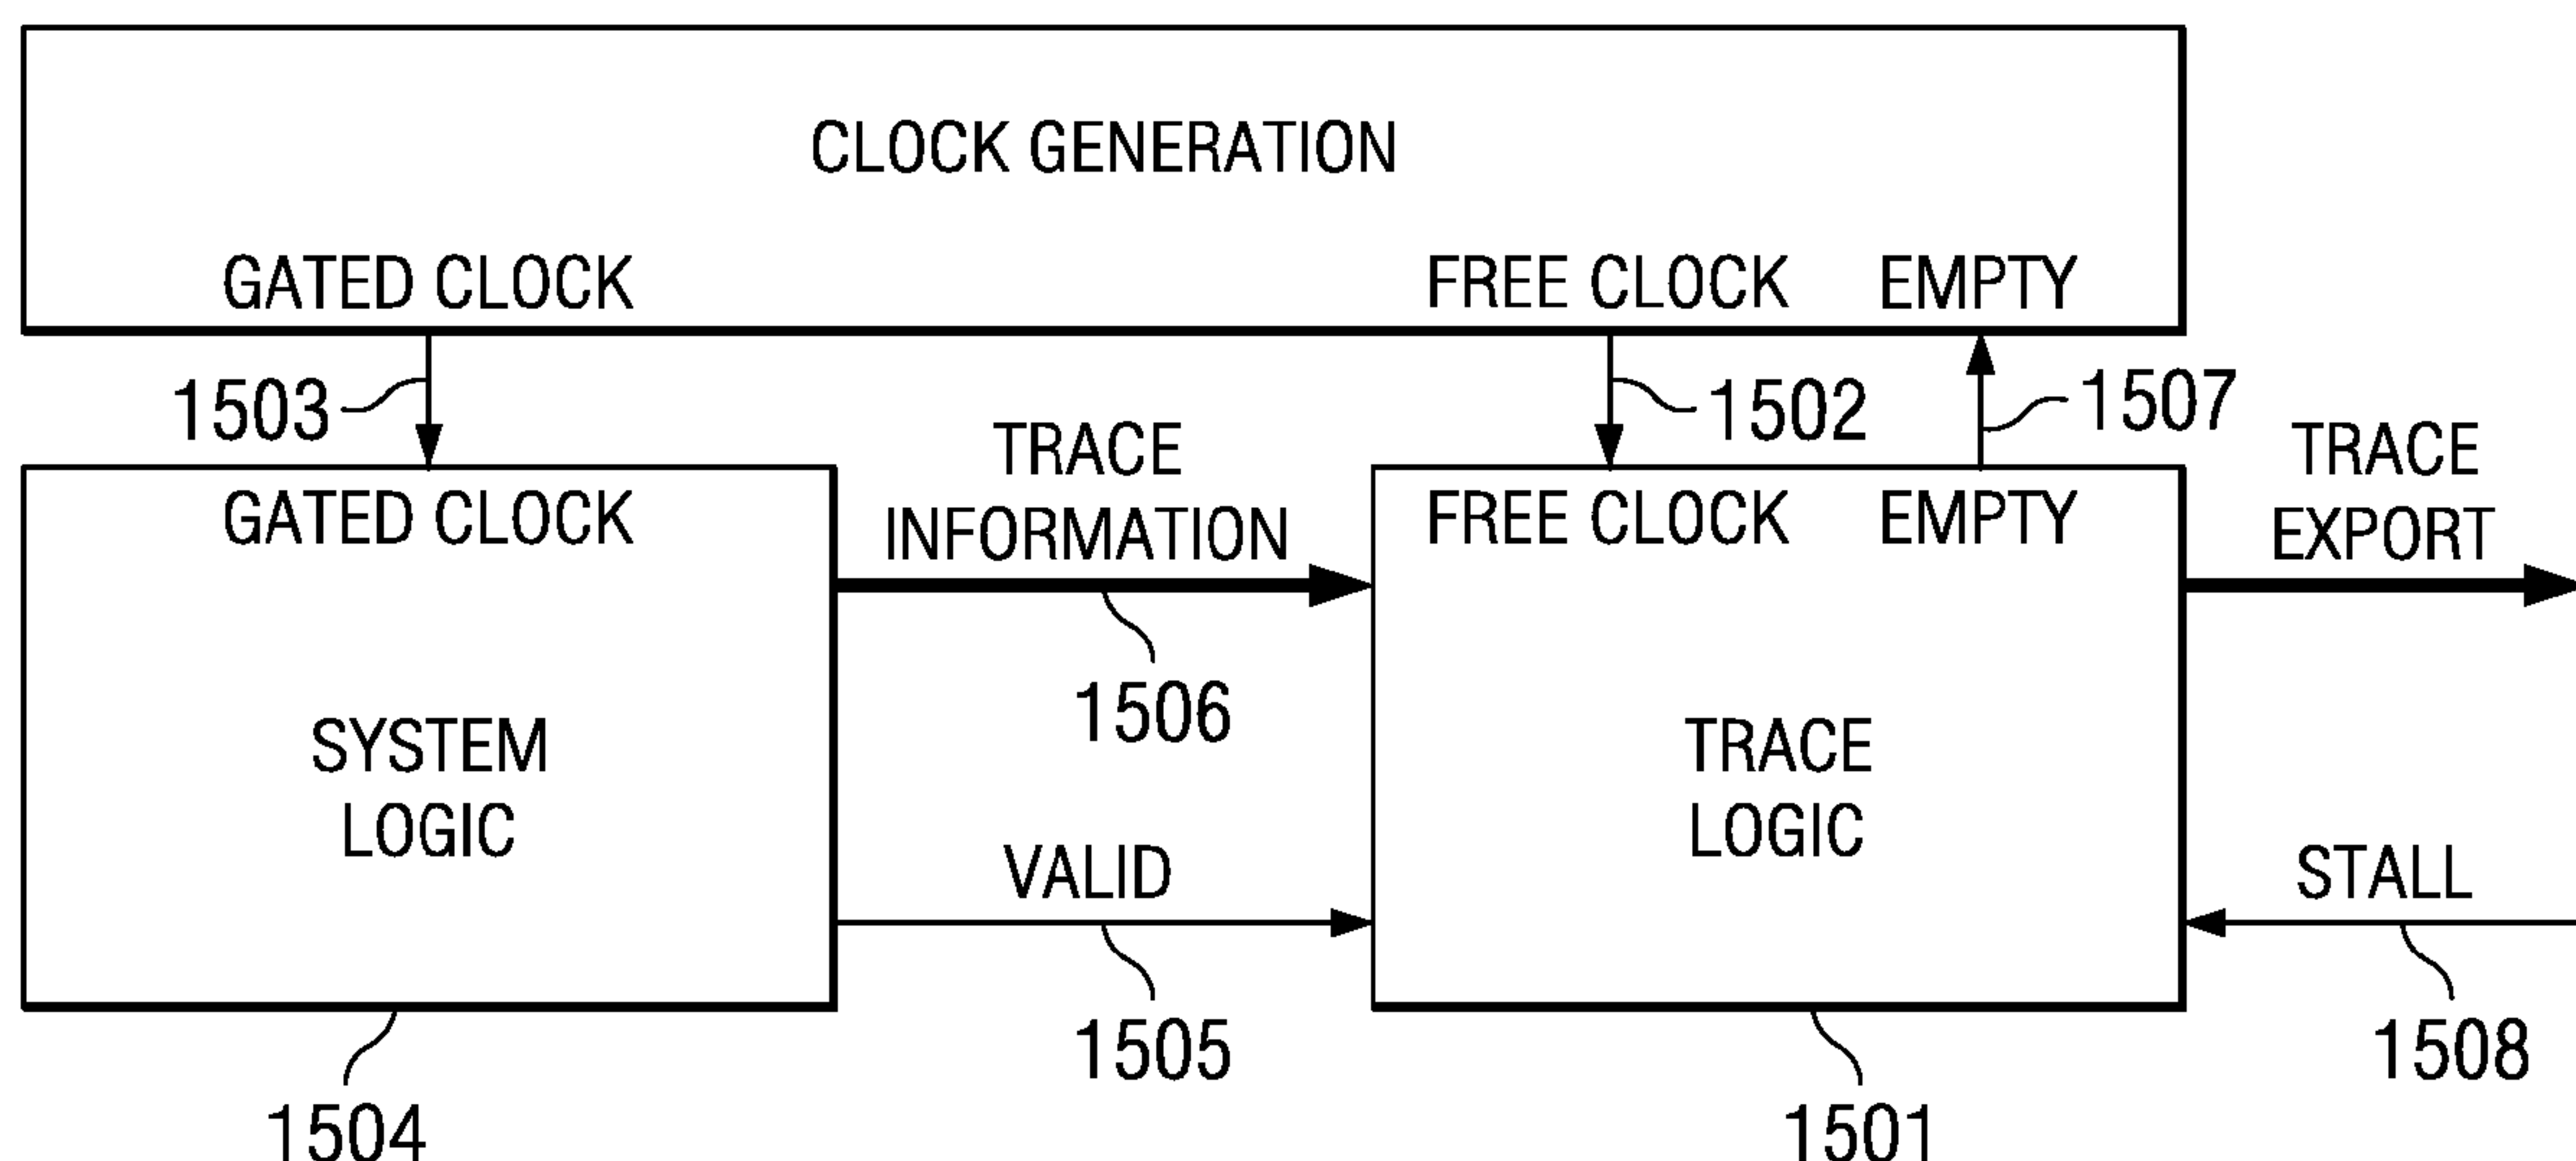 CLOCK GENERATION
GATED CLOCK
FREE CLOCK
EMPTY
1503
1502
1507
TRACE
INFORMATION
TRACE
EXPORT
GATED CLOCK
FREE CLOCK
EMPTY
1506
SYSTEM
LOGIC
TRACE
LOGIC
VALID
STALL
1505
1508
1504
1501